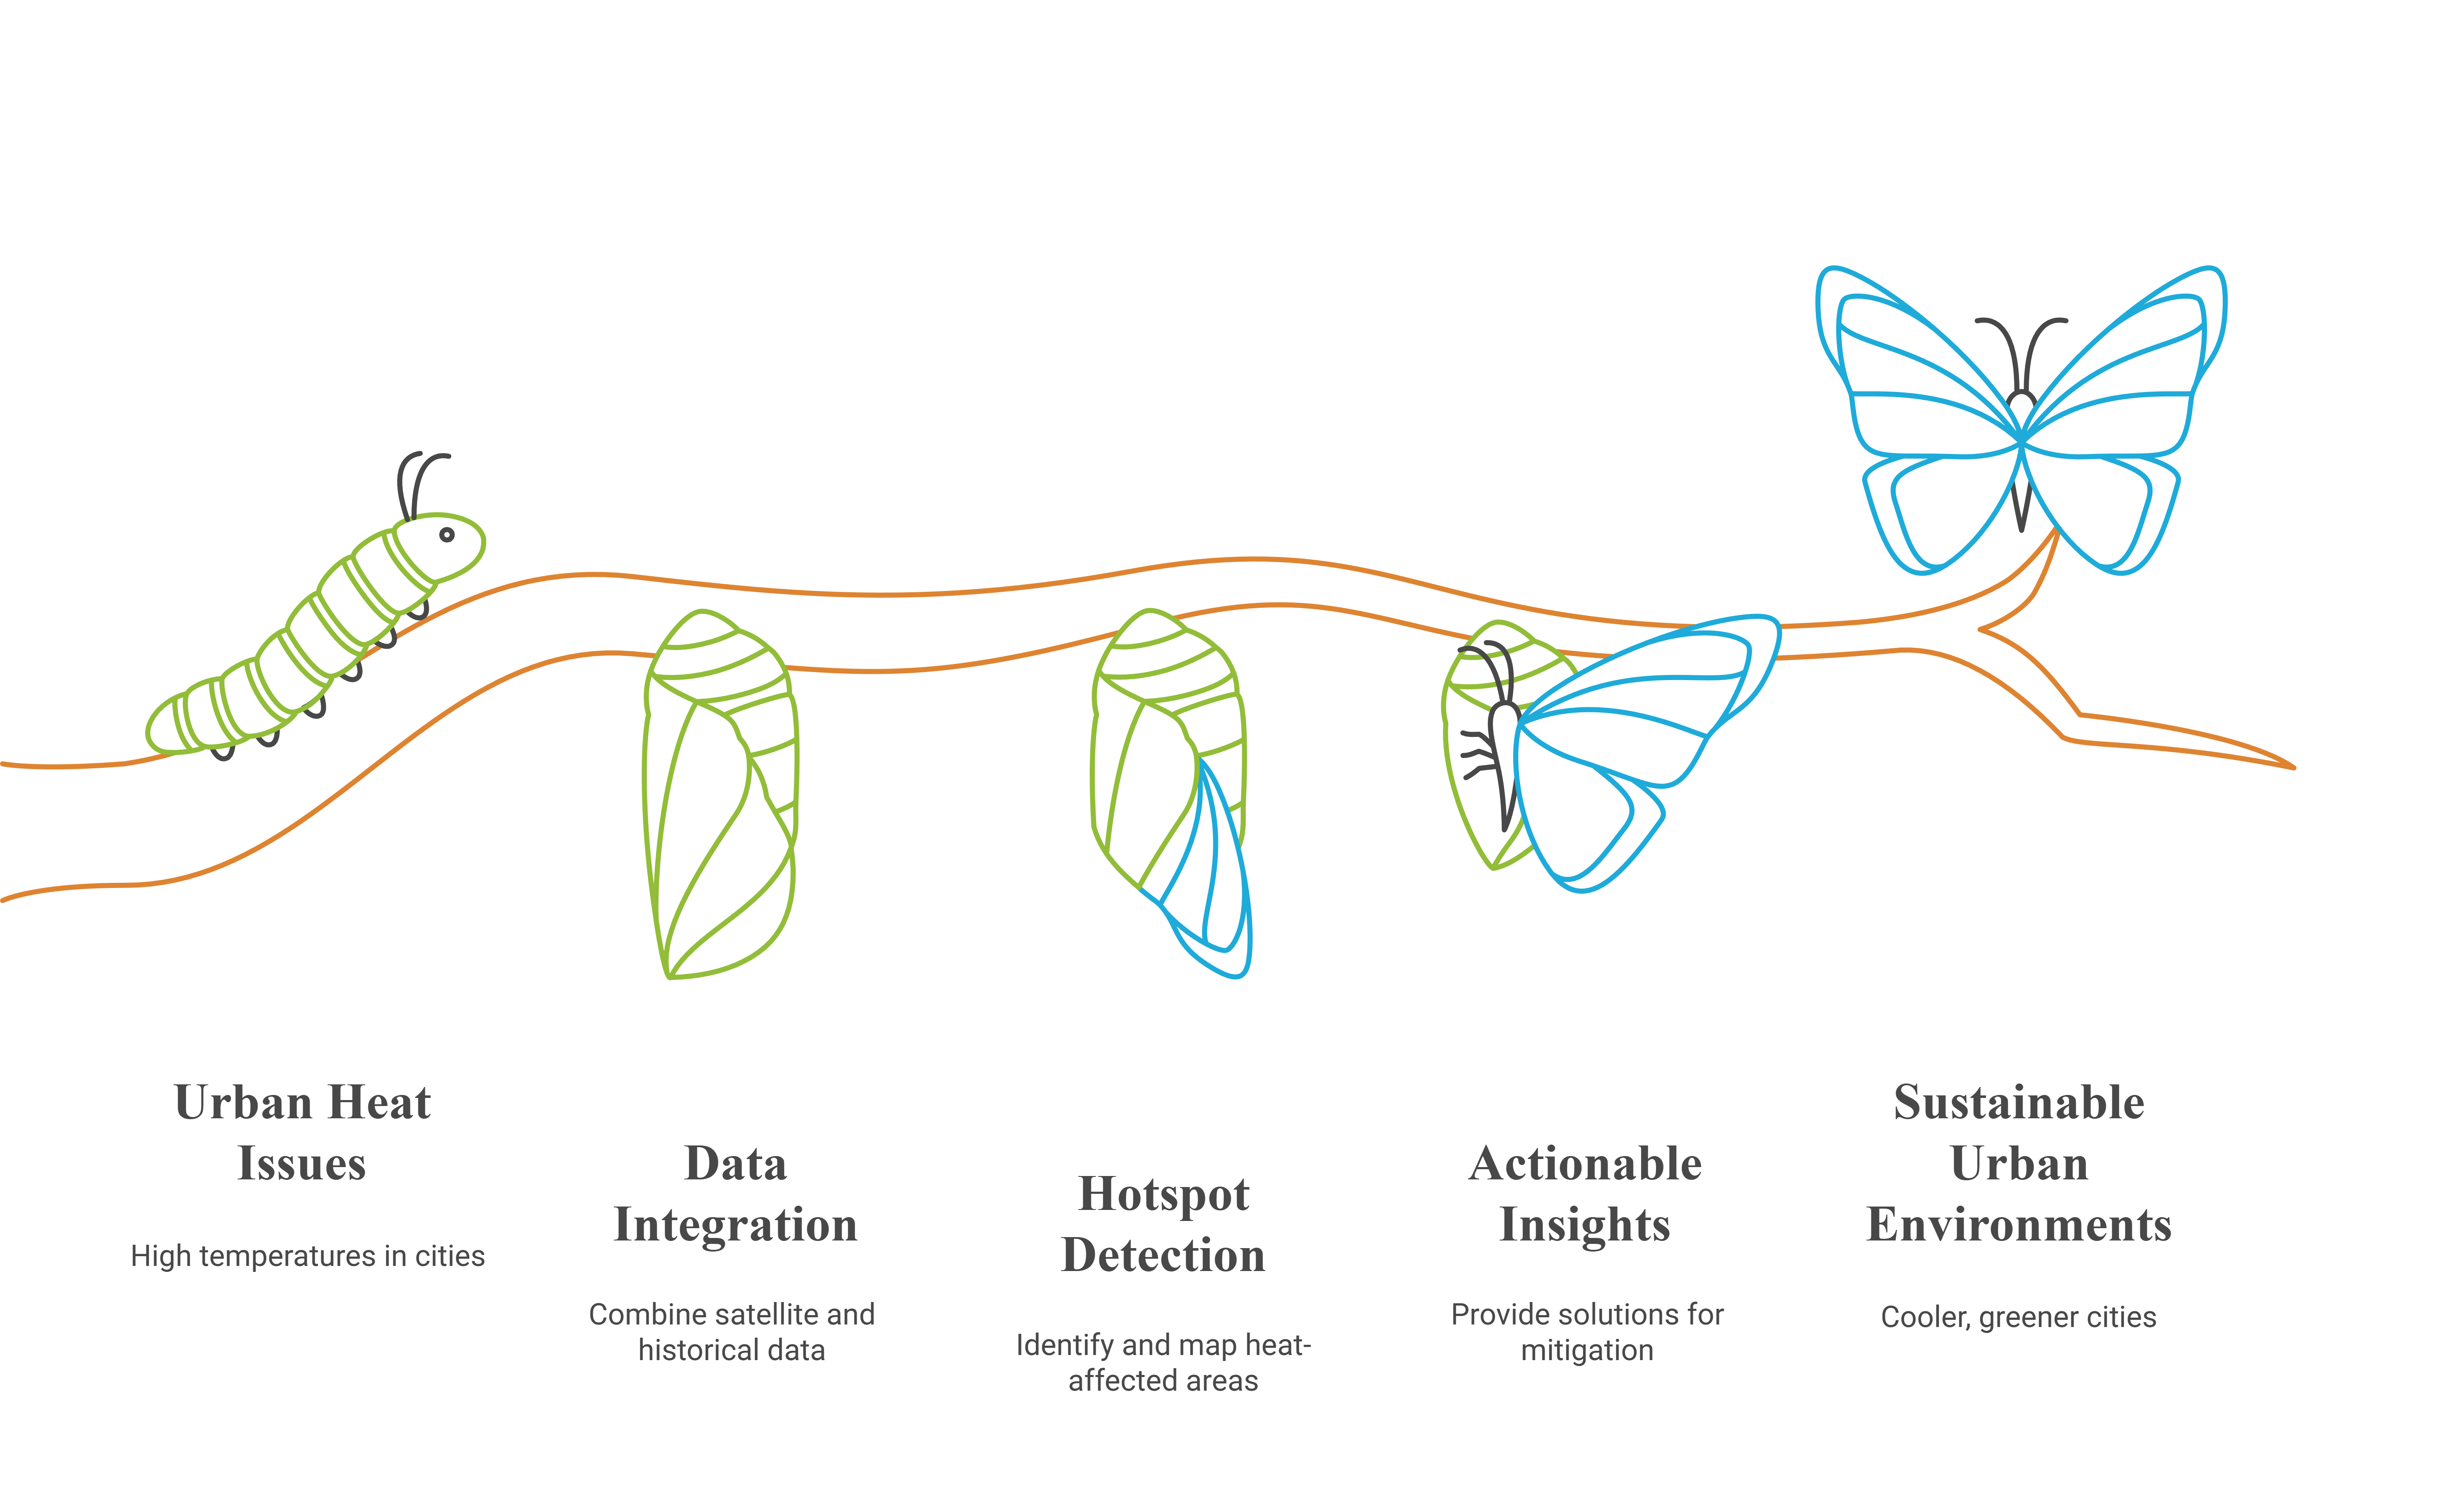 Urban Heat
Issues
High temperatures in cities
Data
Integration
Combine satellite and
historical data
Hotspot
Detection
Identify and map heat-
affected areas
Actionable
Insights
Provide solutions for
mitigation
Sustainable
Urban
Environments
Cooler, greener cities